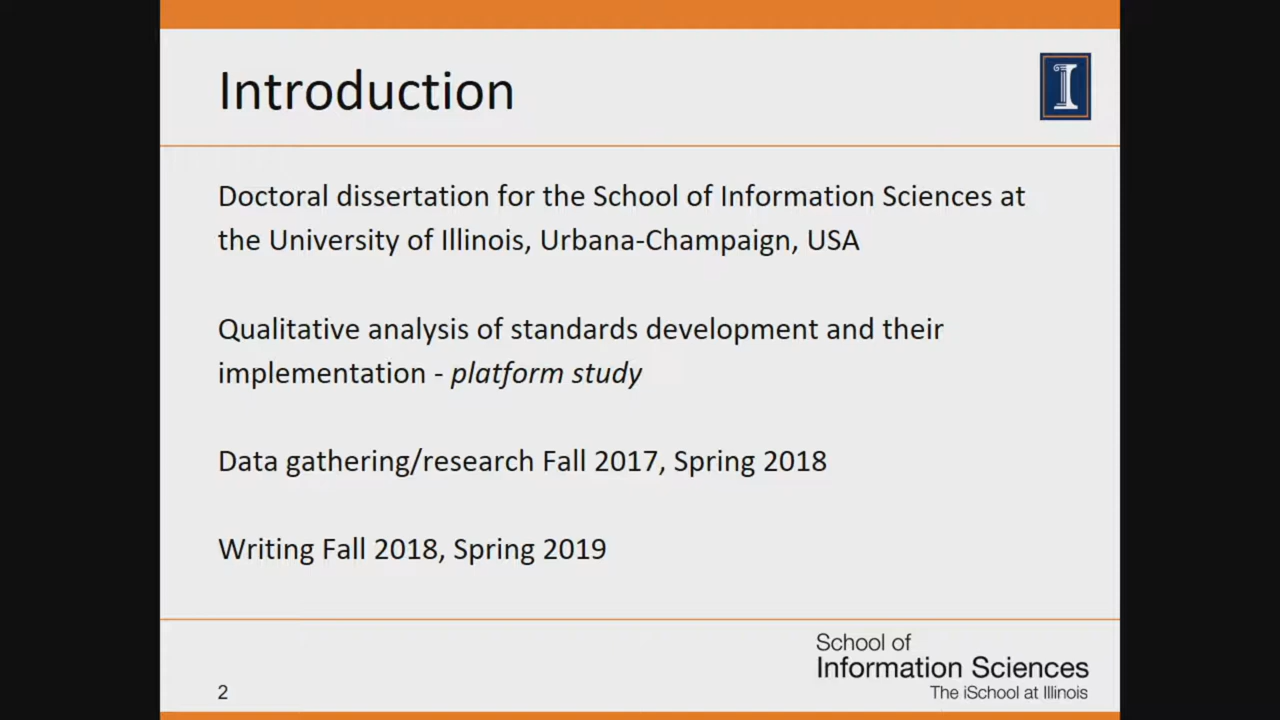 Introduction
I
Doctoral dissertation for the School of Information Sciences at
the University of Illinois, Urbana-Champaign, USA
Qualitative analysis of standards development and their
implementation - platform study
Data gathering/research Fall 2017, Spring 2018
Writing Fall 2018, Spring 2019
School of
Information Sciences
The iSchool at Illinois
2